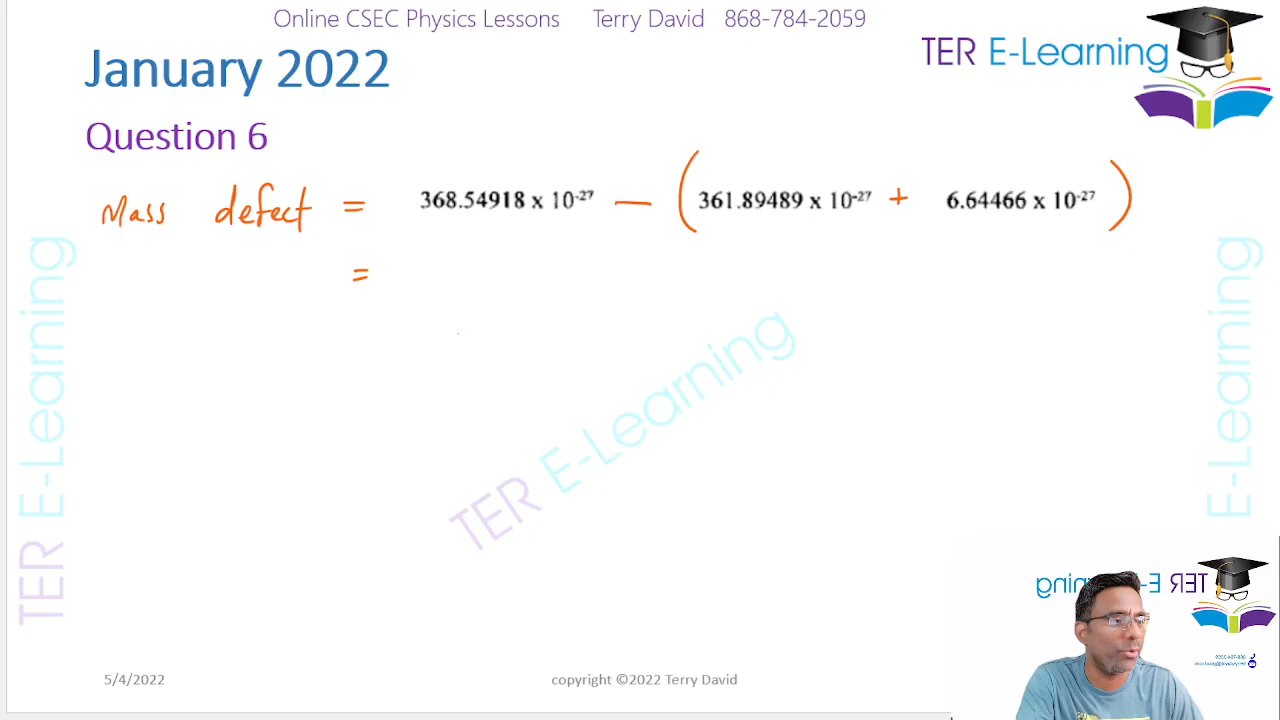 Online CSEC Physics Lessons Terry David 868-784-2059
TER E-Learning
January 2022
Question 6
Mass defect = 368.54918 x 10⁻²⁷ — (361.89489 x 10⁻²⁷ + 6.64466 x 10⁻²⁷)
=
TER E-Learning
TER E-Learning
TER E-Learning
TER E-Learning
5/4/2022
copyright ©2022 Terry David